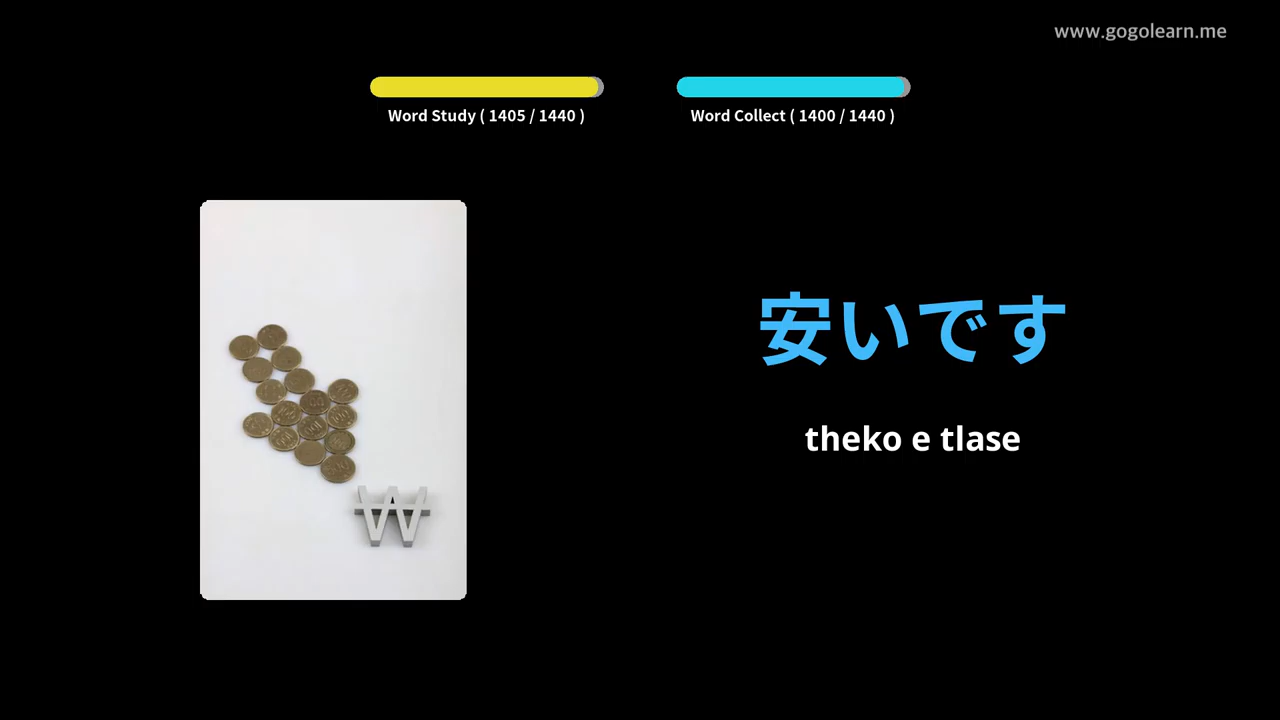 www.gogolearn.me
Word Study ( 1405 / 1440 )
Word Collect ( 1400 / 1440 )
安いです
theko e tlase
₩